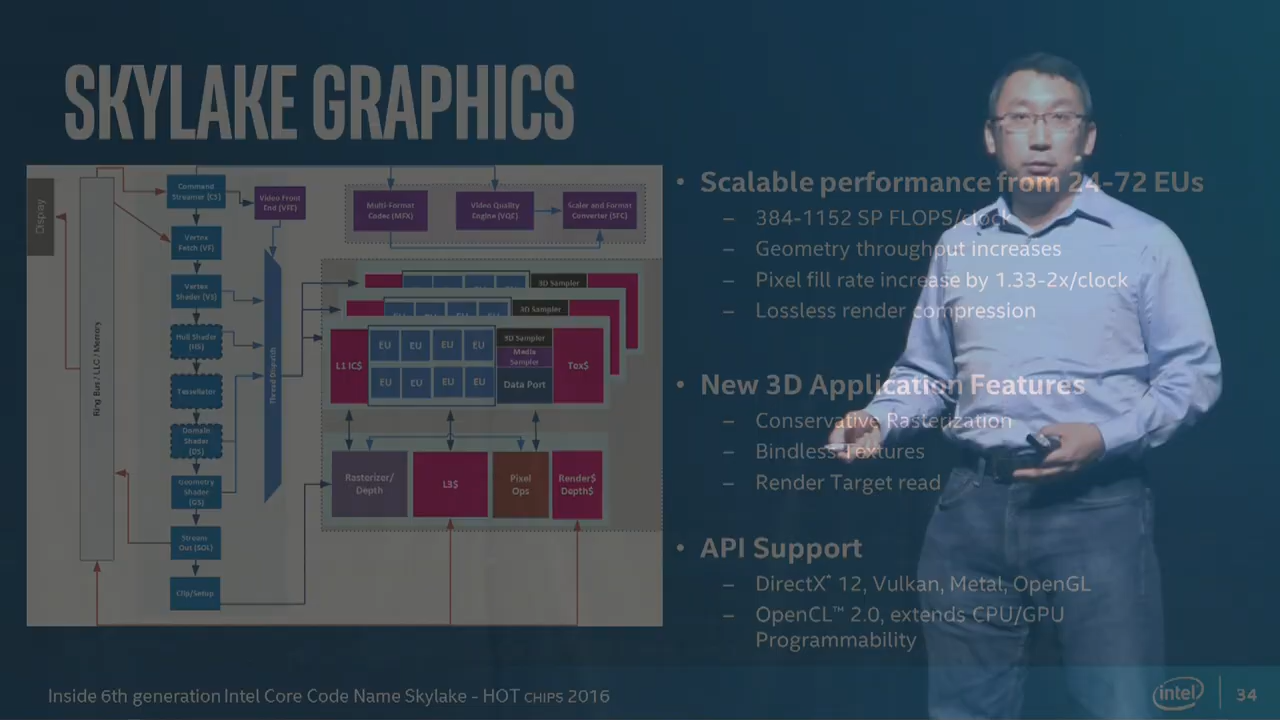 SKYLAKE GRAPHICS
Display
Ring Bus / LLC / Memory
Command
Streamer (CS)
Video Front
End (VFE)
Vertex
Fetch (VF)
Vertex
Shader (VS)
Hull Shader
(HS)
Tessellator
Domain
Shader
(DS)
Geometry
Shader
(GS)
Stream
Out (SOL)
Clip/Setup
Thread Dispatch
Multi-Format
Codec (MFX)
Video Quality
Engine (VQE)
Scaler and Format
Converter (SFC)
3D Sampler
3D Sampler
L1 IC$
EU EU EU EU
EU EU EU EU
3D Sampler
Media
Sampler
Data Port
Tex$
Rasterizer/
Depth
L3$
Pixel
Ops
Render$
Depth$
• Scalable performance from 24-72 EUs
– 384-1152 SP FLOPS/clock
– Geometry throughput increases
– Pixel fill rate increase by 1.33-2x/clock
– Lossless render compression
• New 3D Application Features
– Conservative Rasterization
– Bindless Textures
– Render Target read
• API Support
– DirectX* 12, Vulkan, Metal, OpenGL
– OpenCL™ 2.0, extends CPU/GPU
Programmability
Inside 6th generation Intel Core Code Name Skylake - HOT CHIPS 2016
intel
34